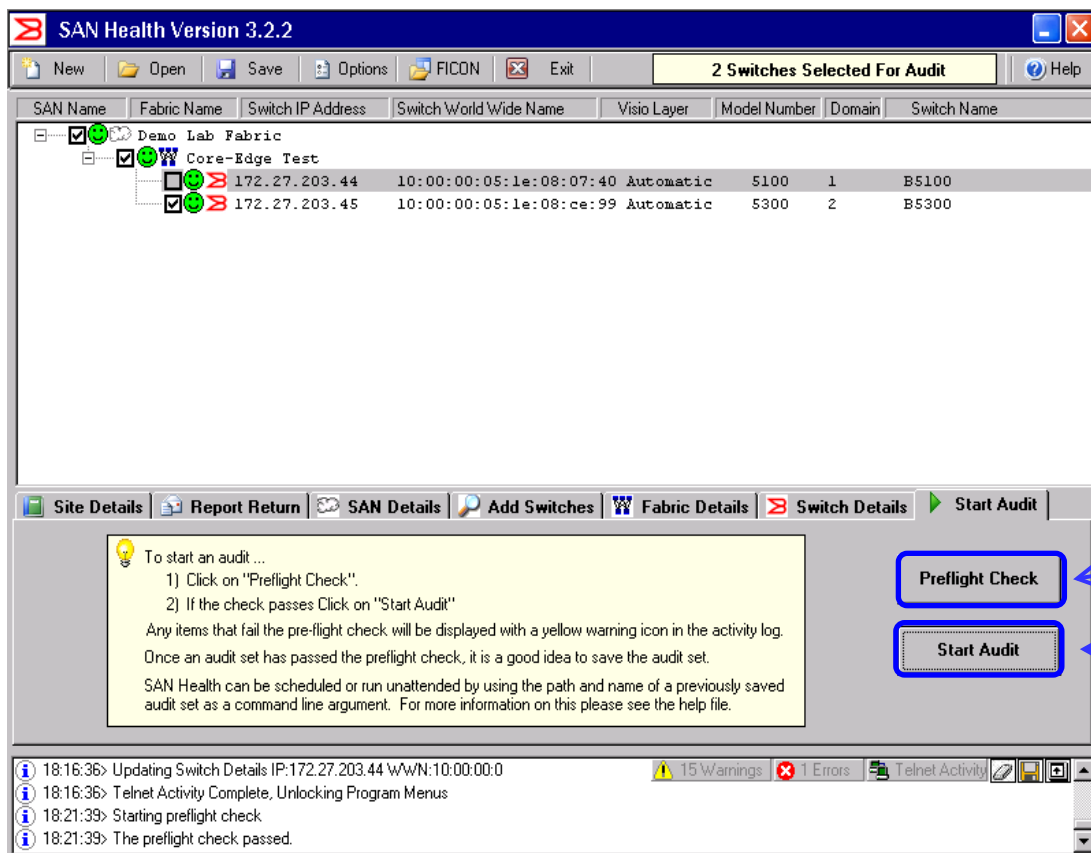 SAN Health Version 3.2.2
New Open Save Options FICON Exit 2 Switches Selected For Audit Help
SAN Name Fabric Name Switch IP Address Switch World Wide Name Visio Layer Model Number Domain Switch Name
Demo Lab Fabric
Core-Edge Test
172.27.203.44 10:00:00:05:1e:08:07:40 Automatic 5100 1 B5100
172.27.203.45 10:00:00:05:1e:08:ce:99 Automatic 5300 2 B5300
Site Details Report Return SAN Details Add Switches Fabric Details Switch Details Start Audit
To start an audit ...
1) Click on "Preflight Check".
2) If the check passes Click on "Start Audit"
Any items that fail the pre-flight check will be displayed with a yellow warning icon in the activity log.
Once an audit set has passed the preflight check, it is a good idea to save the audit set.
SAN Health can be scheduled or run unattended by using the path and name of a previously saved
audit set as a command line argument. For more information on this please see the help file.
Preflight Check
Start Audit
18:16:36> Updating Switch Details IP:172.27.203.44 WWN:10:00:00:0
15 Warnings 1 Errors Telnet Activity
18:16:36> Telnet Activity Complete, Unlocking Program Menus
18:21:39> Starting preflight check
18:21:39> The preflight check passed.